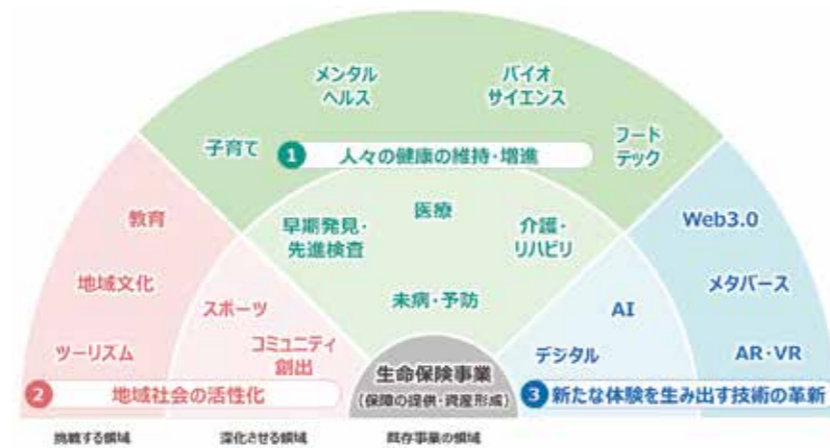 メンタル
ヘルス
バイオ
サイエンス
子育て
フード
テック
1 人々の健康の維持・増進
早期発見・
先進検査
医療
介護・
リハビリ
未病・予防
教育
地域文化
ツーリズム
スポーツ
コミュニティ
創出
2 地域社会の活性化
生命保険事業
(保障の提供・資産形成)
Web3.0
メタバース
AR・VR
AI
デジタル
3 新たな体験を生み出す技術の革新
挑戦する領域
深化させる領域
既存事業の領域